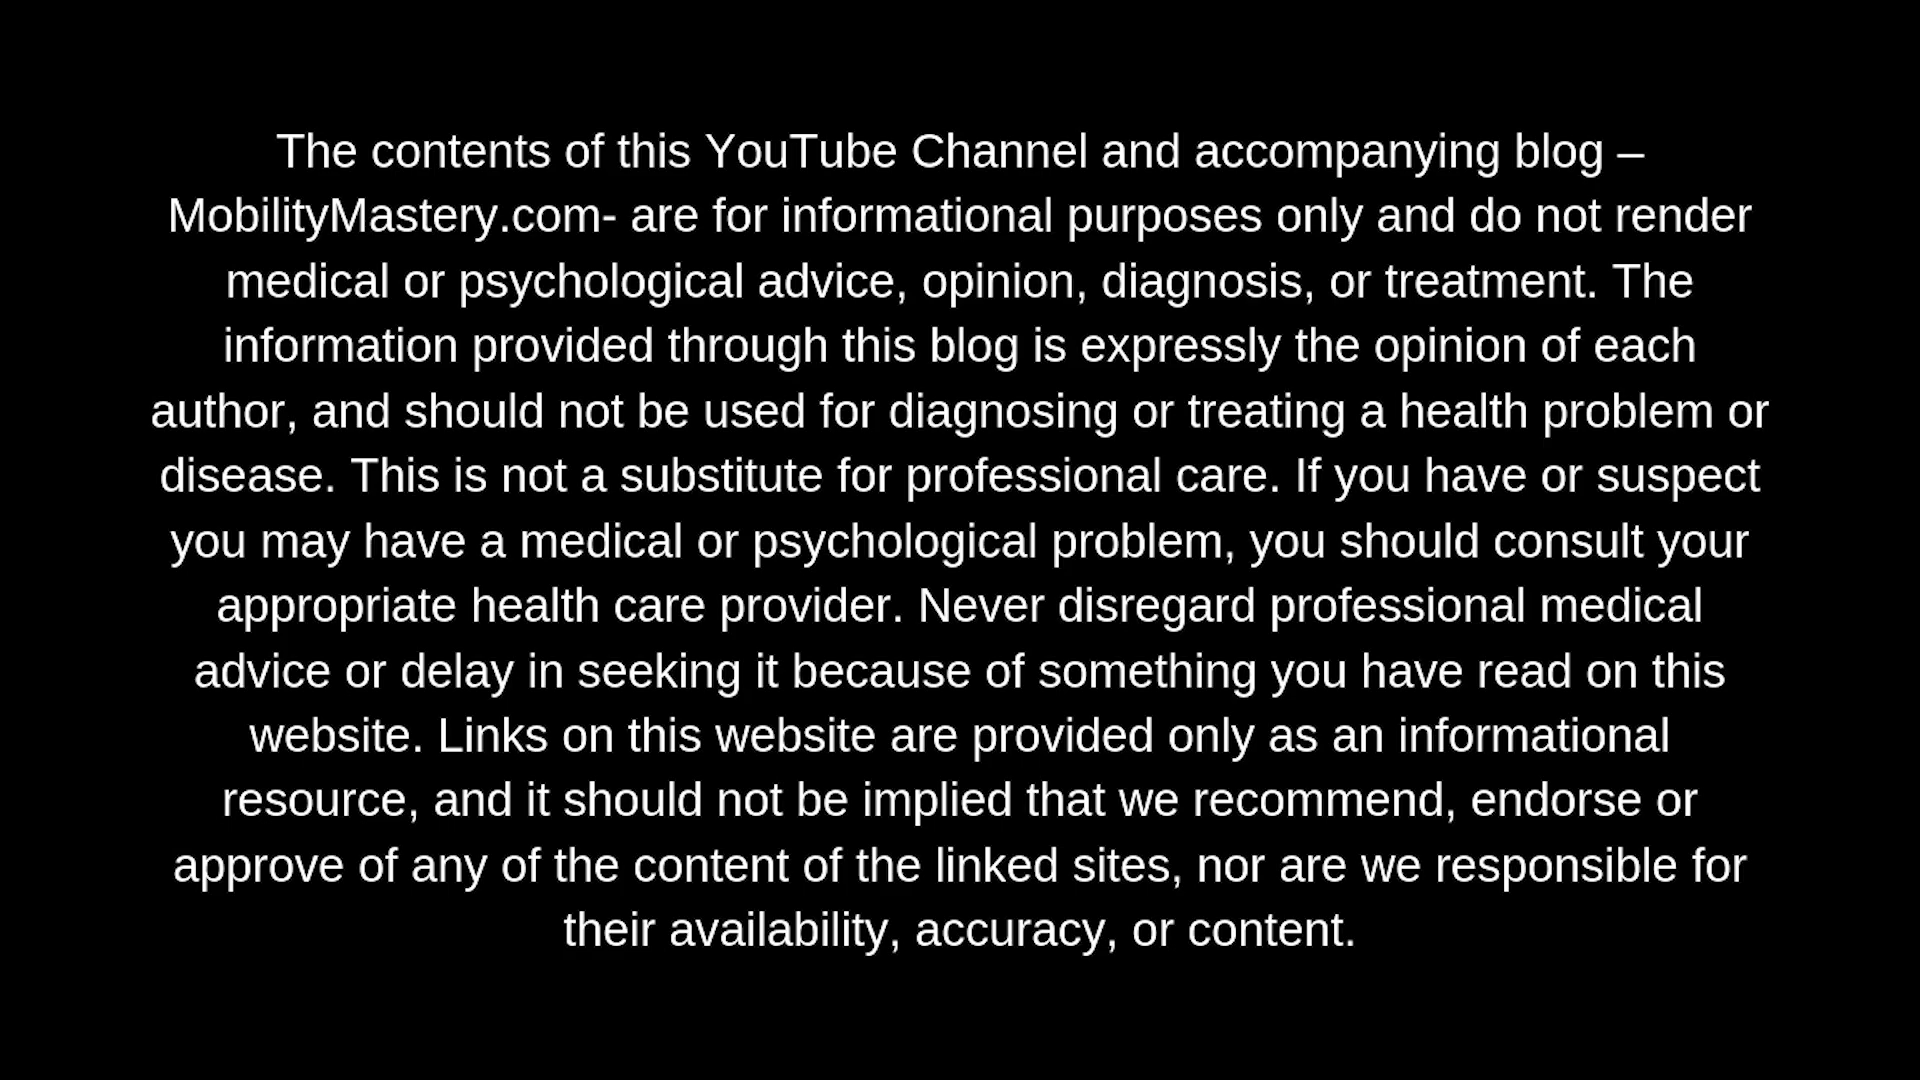 The contents of this YouTube Channel and accompanying blog –
MobilityMastery.com- are for informational purposes only and do not render
medical or psychological advice, opinion, diagnosis, or treatment. The
information provided through this blog is expressly the opinion of each
author, and should not be used for diagnosing or treating a health problem or
disease. This is not a substitute for professional care. If you have or suspect
you may have a medical or psychological problem, you should consult your
appropriate health care provider. Never disregard professional medical
advice or delay in seeking it because of something you have read on this
website. Links on this website are provided only as an informational
resource, and it should not be implied that we recommend, endorse or
approve of any of the content of the linked sites, nor are we responsible for
their availability, accuracy, or content.